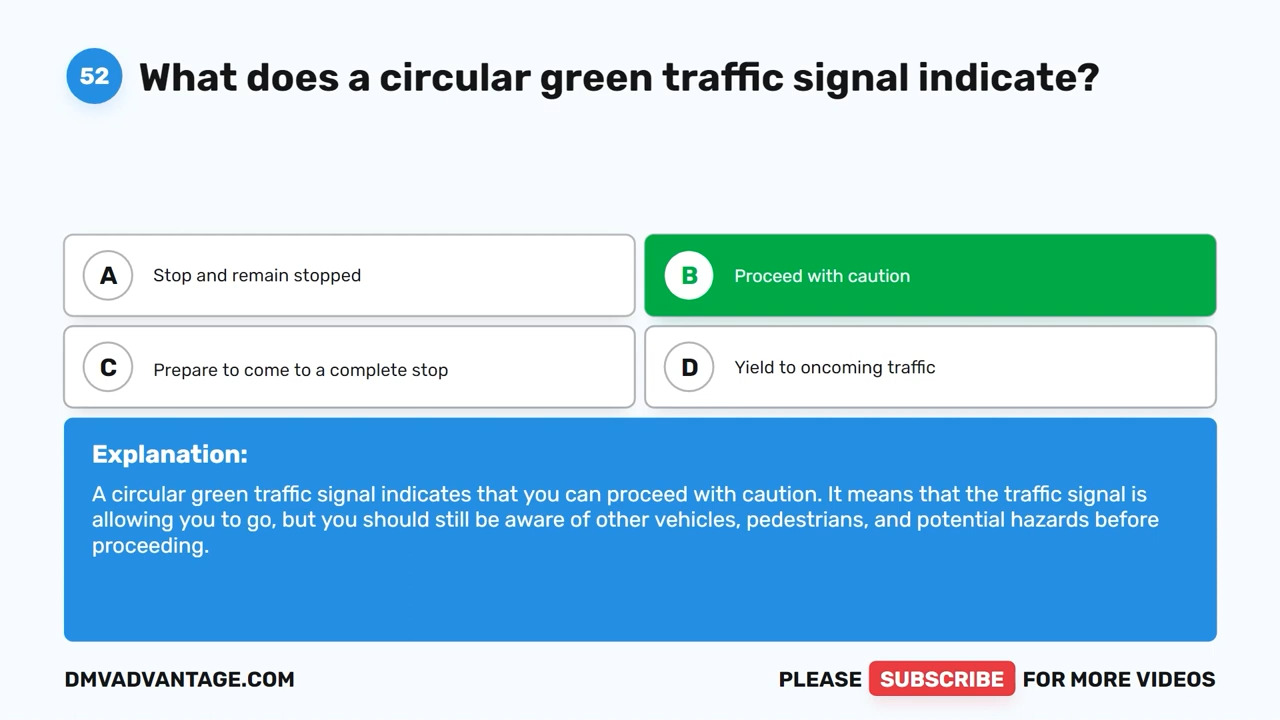 52 What does a circular green traffic signal indicate?
A Stop and remain stopped
B Proceed with caution
C Prepare to come to a complete stop
D Yield to oncoming traffic
Explanation:
A circular green traffic signal indicates that you can proceed with caution. It means that the traffic signal is
allowing you to go, but you should still be aware of other vehicles, pedestrians, and potential hazards before
proceeding.
DMVADVANTAGE.COM
PLEASE SUBSCRIBE FOR MORE VIDEOS